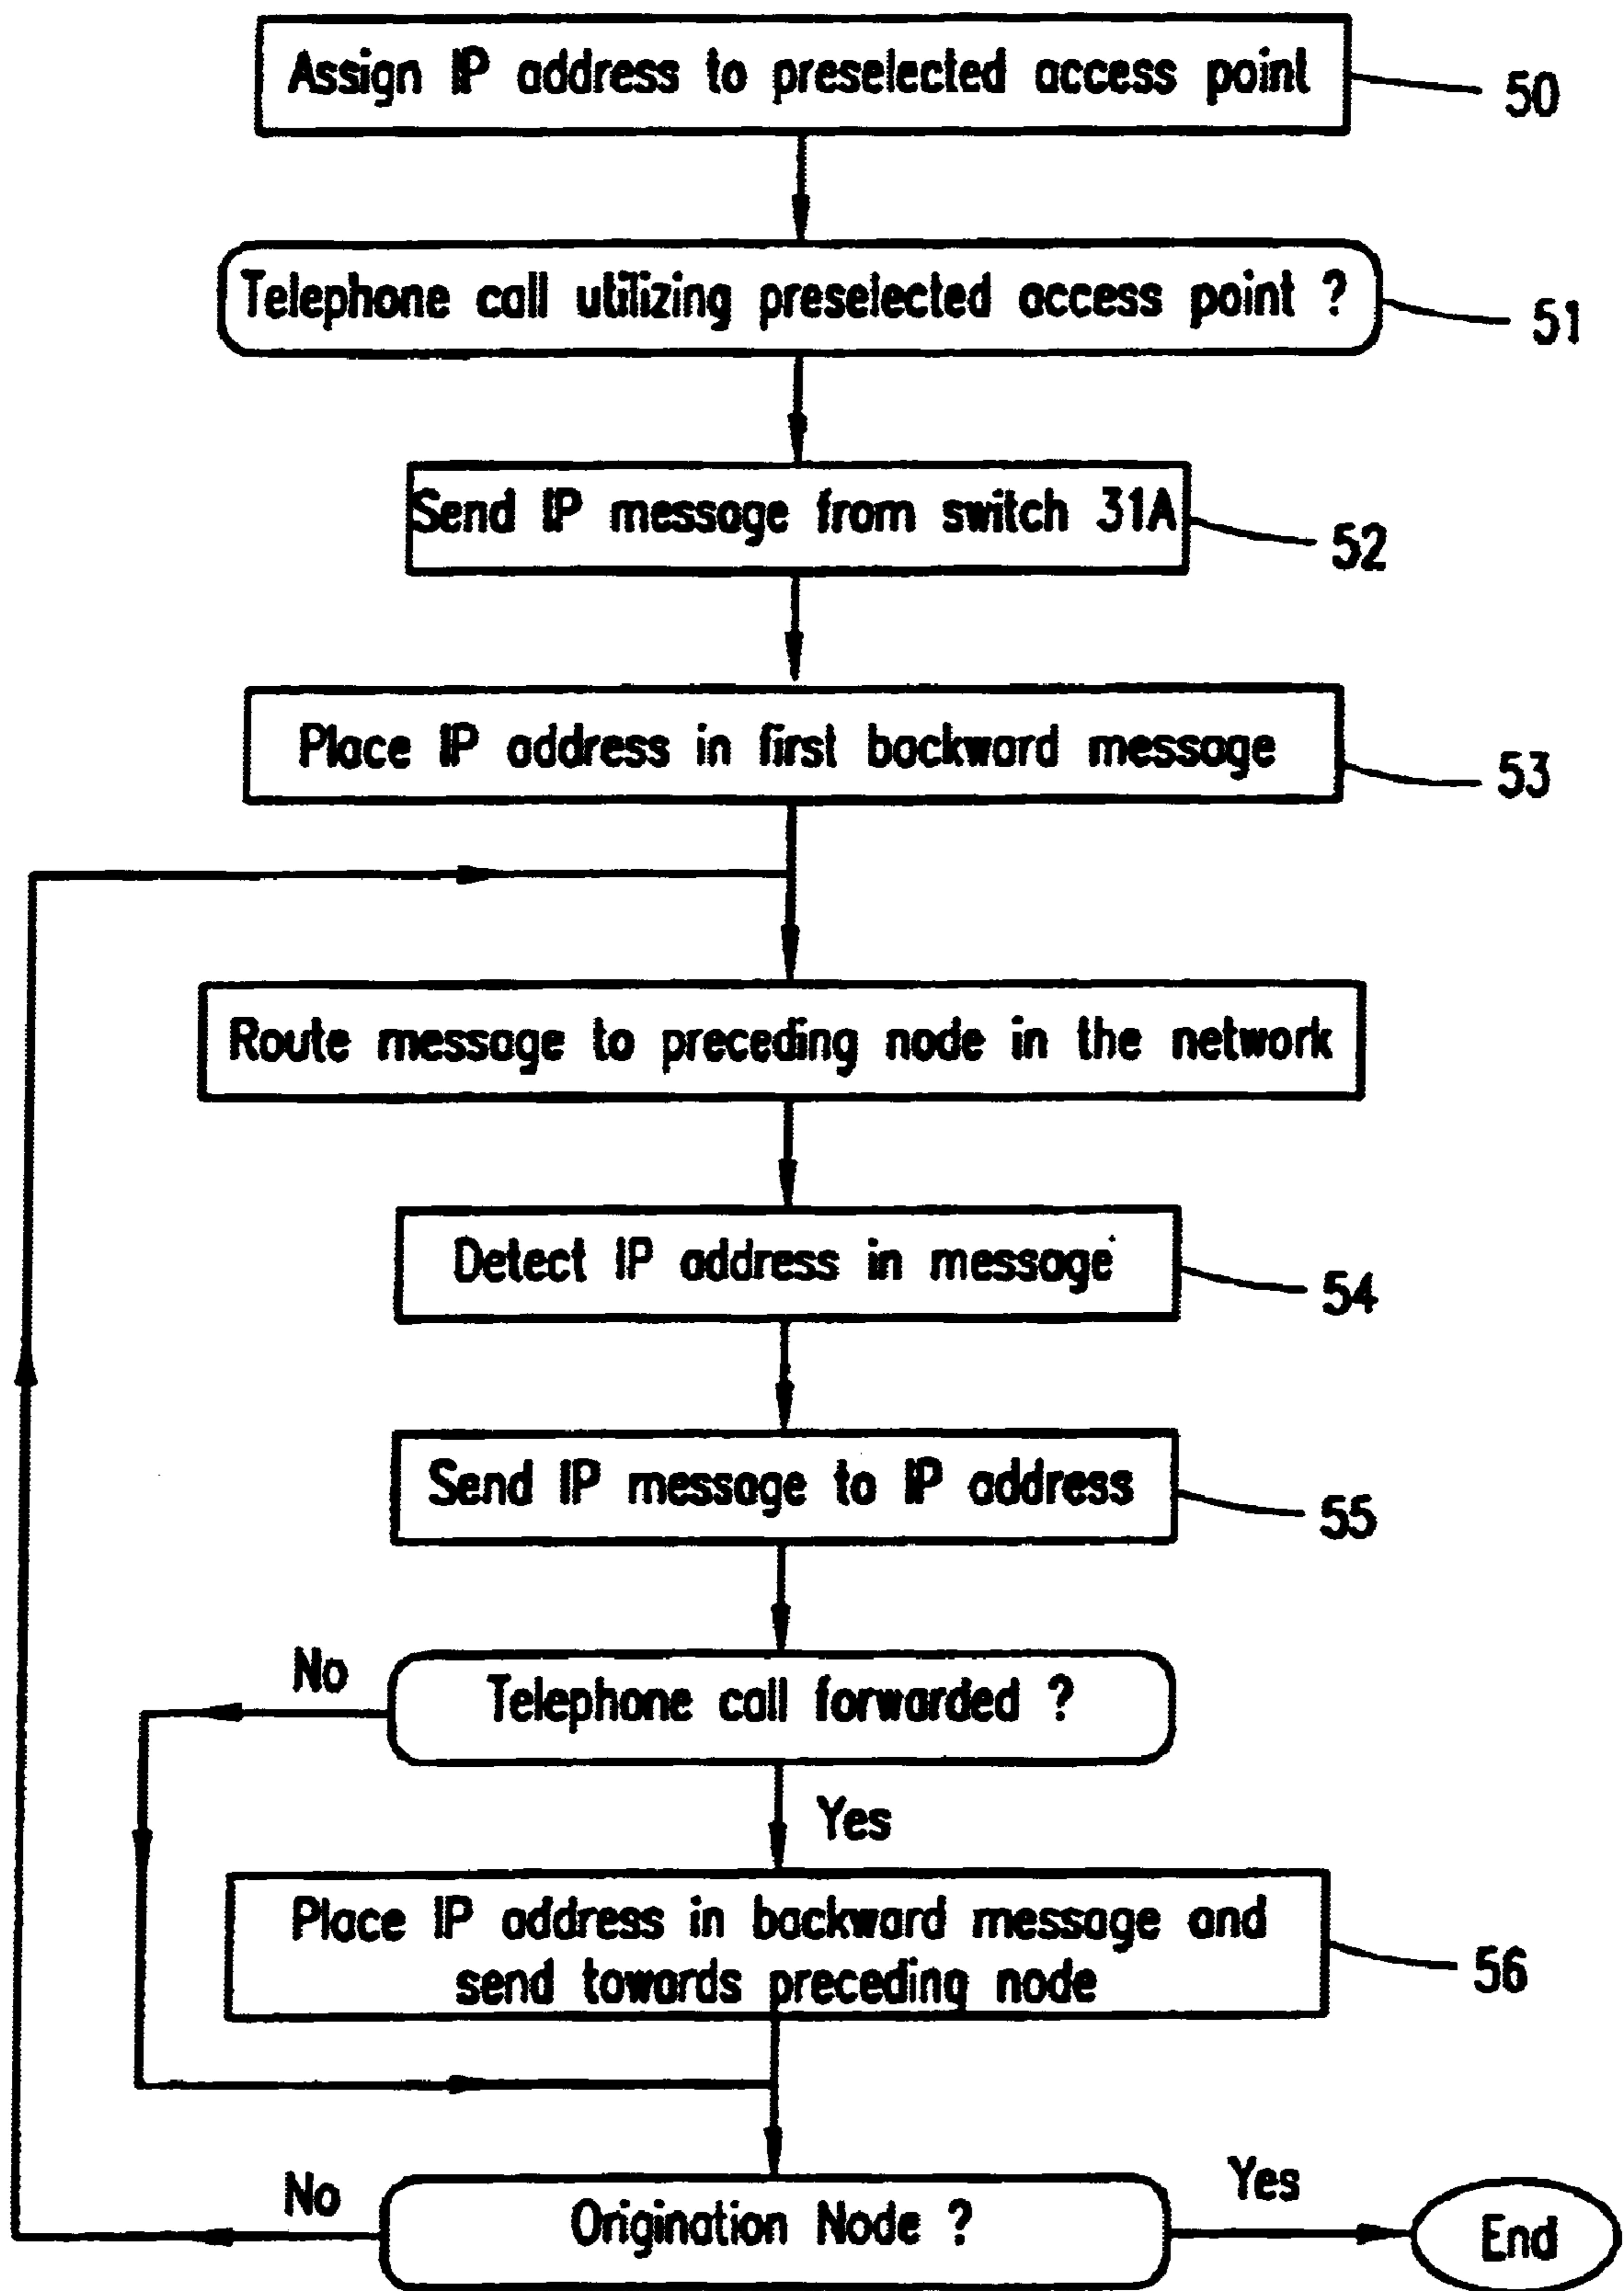 Assign IP address to preselected access point
50
Telephone call utilizing preselected access point ?
51
Send IP message from switch 31A
52
Place IP address in first backward message
53
Route message to preceding node in the network
Detect IP address in message
54
Send IP message to IP address
55
No
Telephone call forwarded ?
Yes
Place IP address in backward message and
send towards preceding node
56
No
Origination Node ?
Yes
End